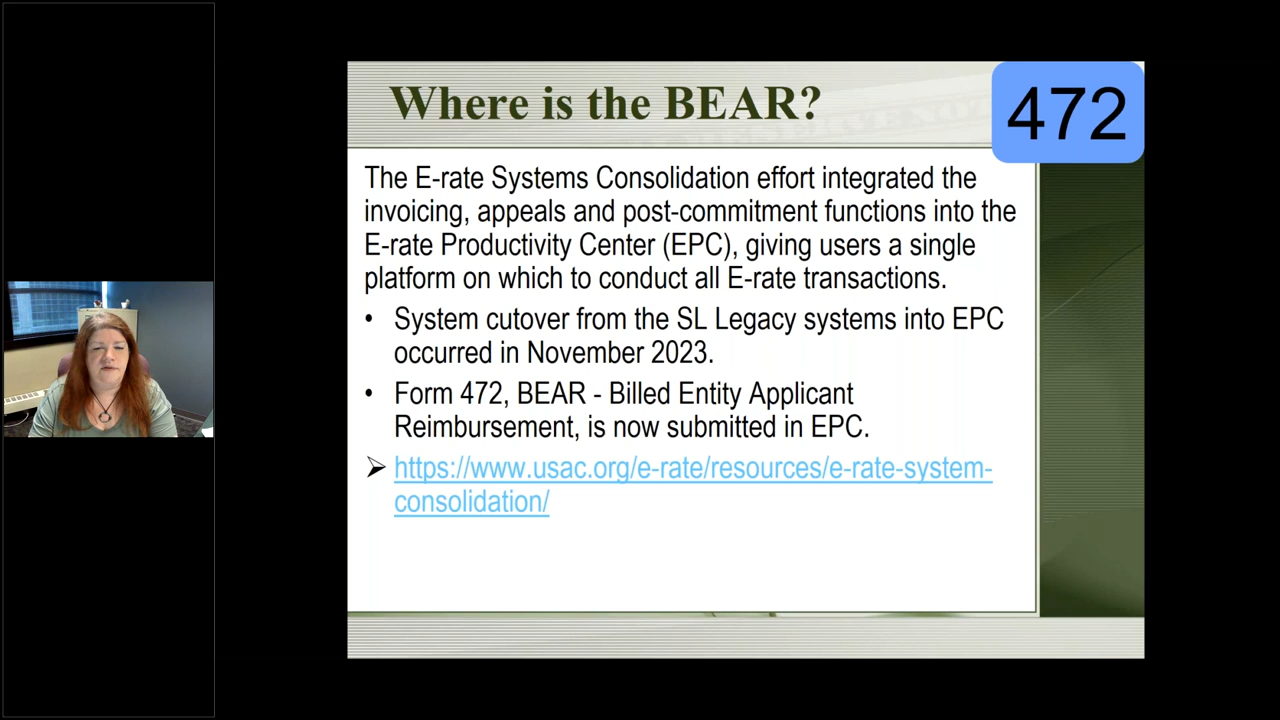 Where is the BEAR?
472
The E-rate Systems Consolidation effort integrated the
invoicing, appeals and post-commitment functions into the
E-rate Productivity Center (EPC), giving users a single
platform on which to conduct all E-rate transactions.
• System cutover from the SL Legacy systems into EPC
occurred in November 2023.
• Form 472, BEAR - Billed Entity Applicant
Reimbursement, is now submitted in EPC.
➢ https://www.usac.org/e-rate/resources/e-rate-system-
consolidation/